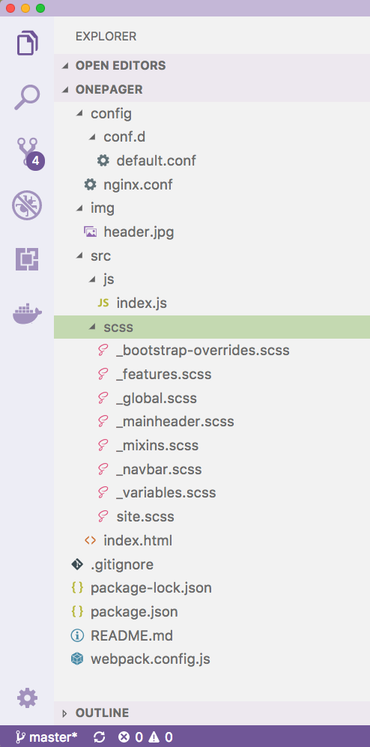 EXPLORER
OPEN EDITORS
ONEPAGER
config
conf.d
default.conf
nginx.conf
img
header.jpg
src
js
JS index.js
scss
_bootstrap-overrides.scss
_features.scss
_global.scss
_mainheader.scss
_mixins.scss
_navbar.scss
_variables.scss
site.scss
<> index.html
.gitignore
{ } package-lock.json
{ } package.json
README.md
webpack.config.js
4
OUTLINE
master* 0 0